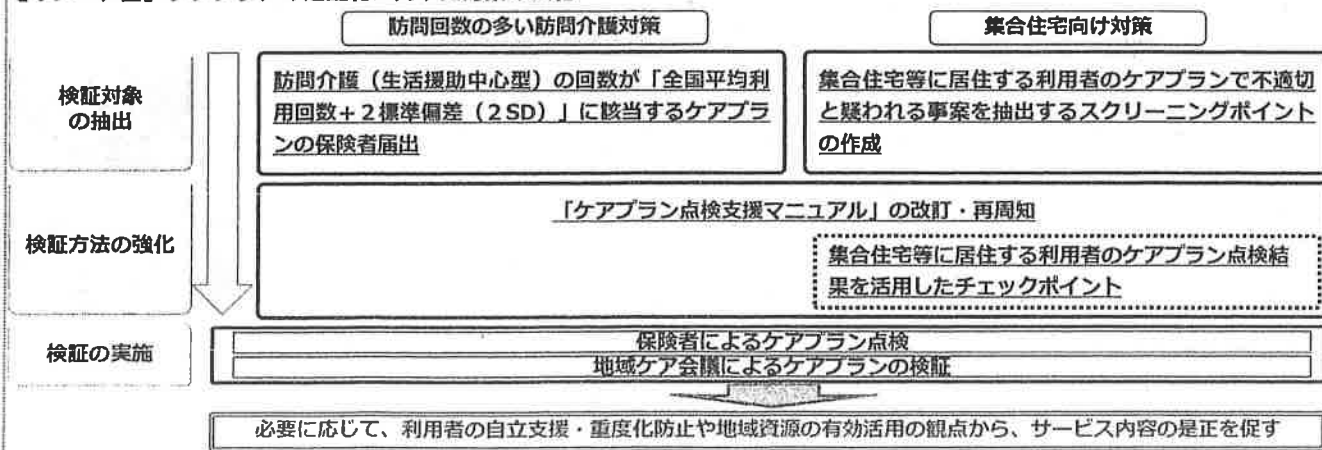 訪問回数の多い訪問介護対策
集合住宅向け対策
検証対象
の抽出
訪問介護（生活援助中心型）の回数が「全国平均利
用回数＋２標準偏差（２SD）」に該当するケアプラ
ンの保険者届出
集合住宅等に居住する利用者のケアプランで不適切
と疑われる事案を抽出するスクリーニングポイント
の作成
検証方法の強化
「ケアプラン点検支援マニュアル」の改訂・再周知
集合住宅等に居住する利用者のケアプラン点検結
果を活用したチェックポイント
検証の実施
保険者によるケアプラン点検
地域ケア会議によるケアプランの検証
必要に応じて、利用者の自立支援・重度化防止や地域資源の有効活用の観点から、サービス内容の是正を促す